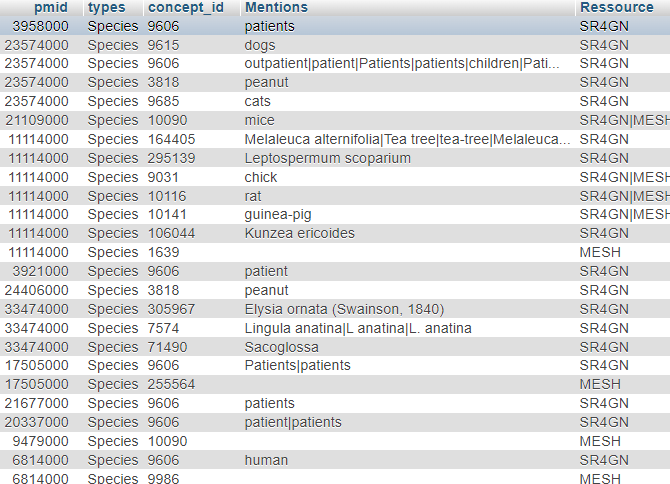 pmid types concept_id Mentions Ressource
3958000 Species 9606 patients SR4GN
23574000 Species 9615 dogs SR4GN
23574000 Species 9606 outpatient|patient|Patients|patients|children|Pati... SR4GN
23574000 Species 3818 peanut SR4GN
23574000 Species 9685 cats SR4GN
21109000 Species 10090 mice SR4GN|MESH
11114000 Species 164405 Melaleuca alternifolia|Tea tree|tea-tree|Melaleuca... SR4GN
11114000 Species 295139 Leptospermum scoparium SR4GN
11114000 Species 9031 chick SR4GN|MESH
11114000 Species 10116 rat SR4GN|MESH
11114000 Species 10141 guinea-pig SR4GN|MESH
11114000 Species 106044 Kunzea ericoides SR4GN
11114000 Species 1639 MESH
3921000 Species 9606 patient SR4GN
24406000 Species 3818 peanut SR4GN
33474000 Species 305967 Elysia ornata (Swainson, 1840) SR4GN
33474000 Species 7574 Lingula anatina|L anatina|L. anatina SR4GN
33474000 Species 71490 Sacoglossa SR4GN
17505000 Species 9606 Patients|patients SR4GN
17505000 Species 255564 MESH
21677000 Species 9606 patients SR4GN
20337000 Species 9606 patient|patients SR4GN
9479000 Species 10090 MESH
6814000 Species 9606 human SR4GN
6814000 Species 9986 MESH